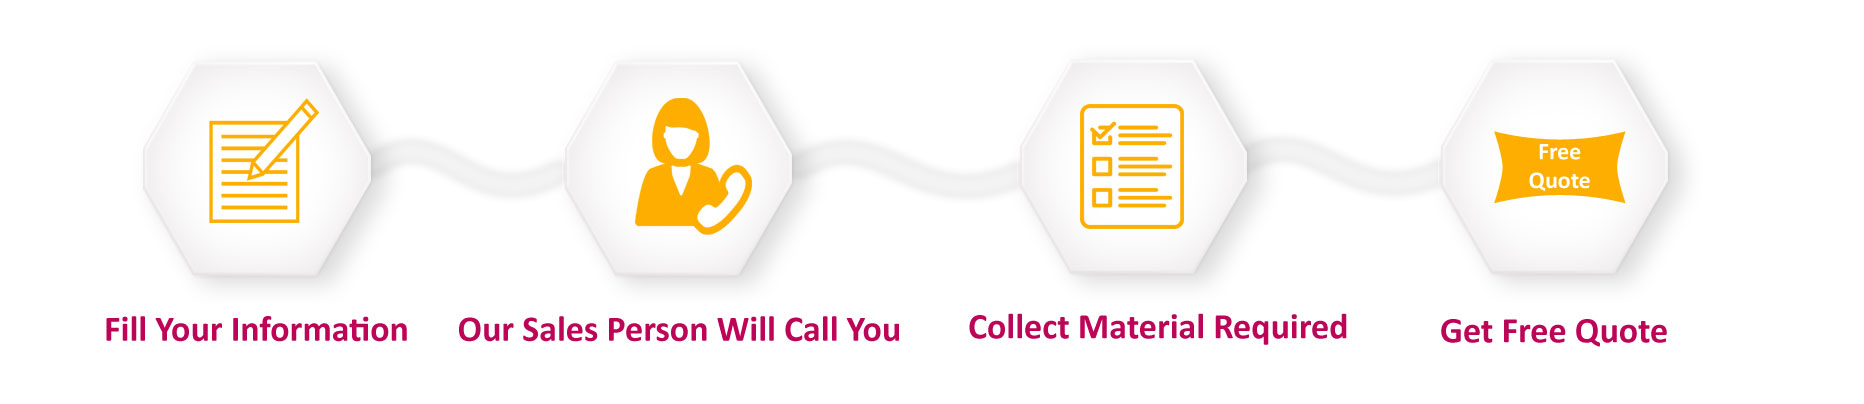 Free
Quote
Fill Your Information
Our Sales Person Will Call You
Collect Material Required
Get Free Quote